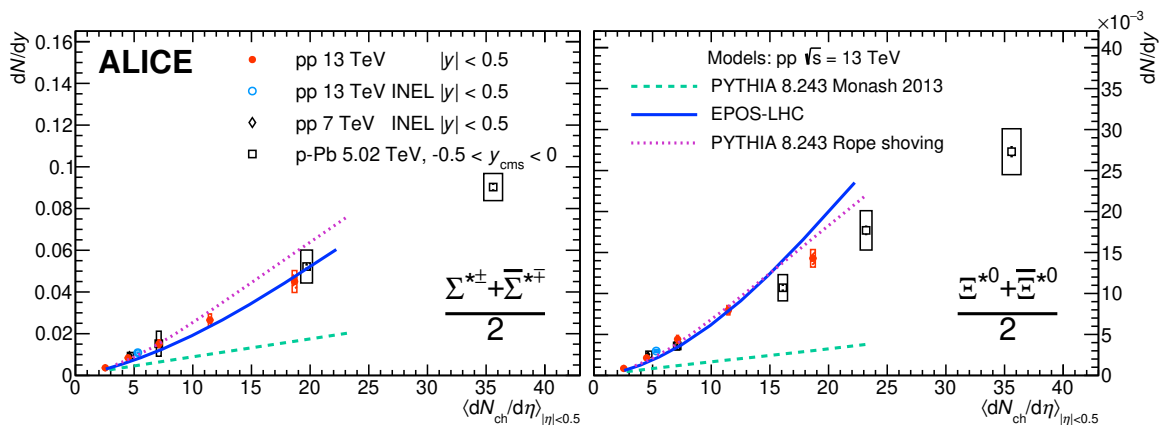 dN/dy
0.16
0.14
0.12
0.1
0.08
0.06
0.04
0.02
0
ALICE
pp 13 TeV |y| < 0.5
pp 13 TeV INEL |y| < 0.5
pp 7 TeV INEL |y| < 0.5
p-Pb 5.02 TeV, -0.5 < y_cms < 0
Σ*± + Σ̅*∓
2
0 5 10 15 20 25 30 35 40
⟨dN_ch/dη⟩_|η|<0.5
Models: pp √s = 13 TeV
PYTHIA 8.243 Monash 2013
EPOS-LHC
PYTHIA 8.243 Rope shoving
Ξ*0 + Ξ̅*0
2
0 5 10 15 20 25 30 35 40
⟨dN_ch/dη⟩_|η|<0.5
×10⁻³
dN/dy
40
35
30
25
20
15
10
5
0